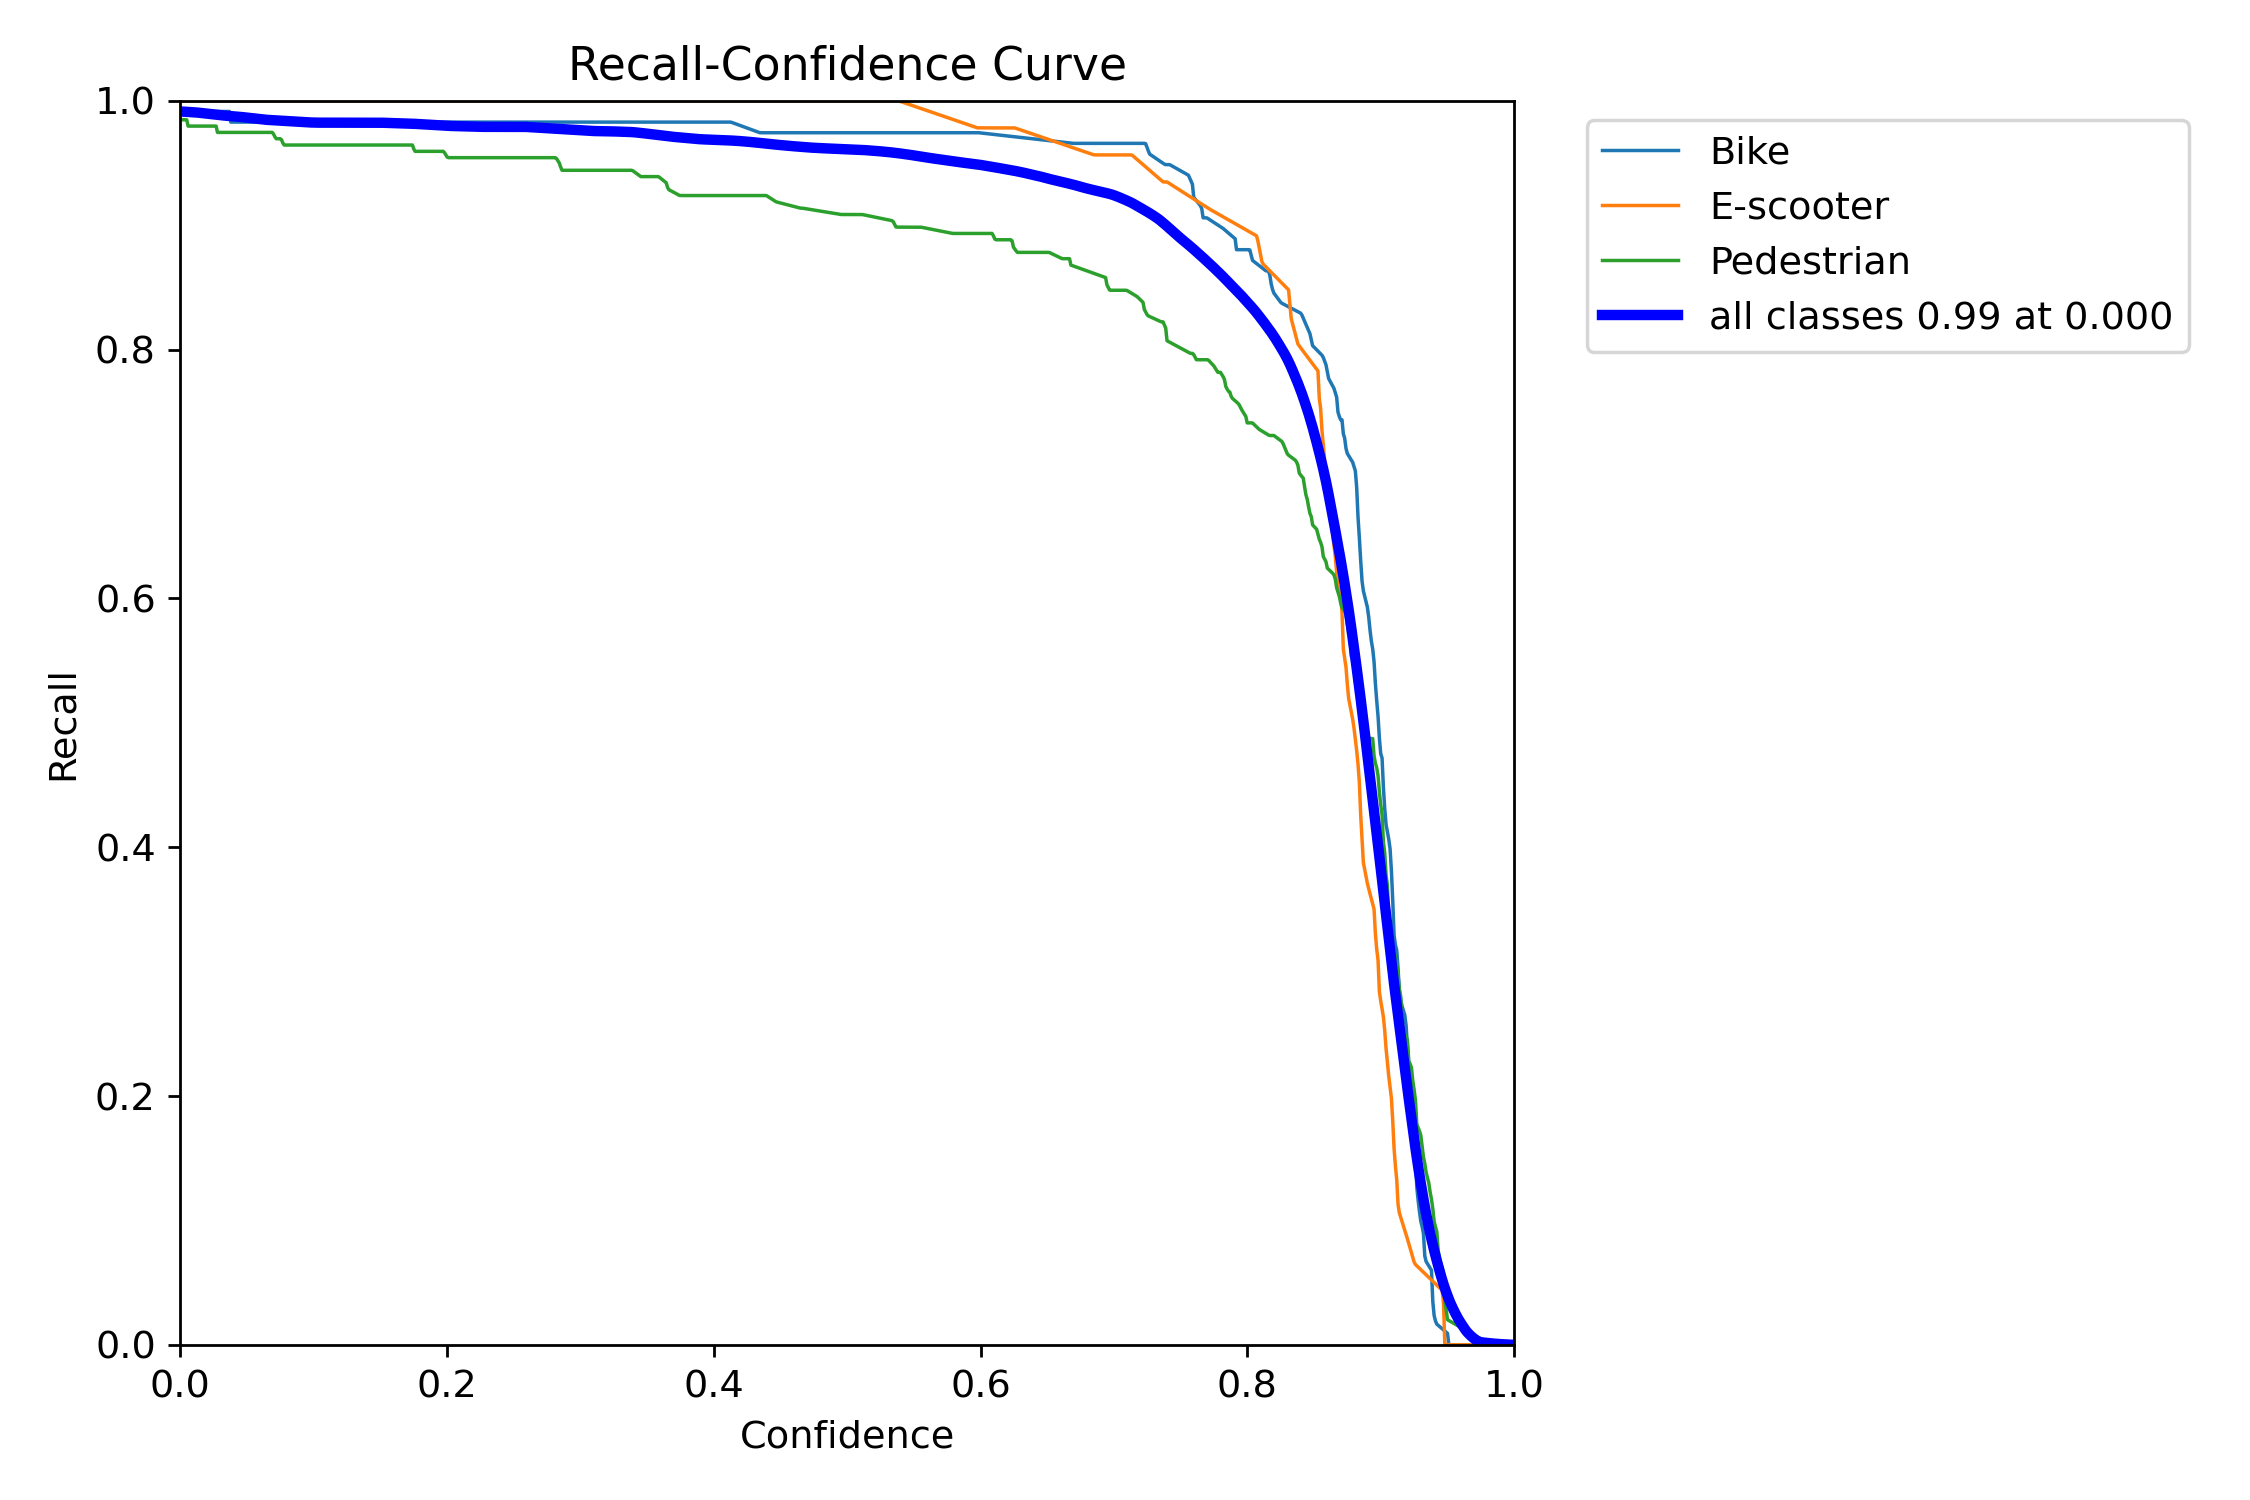 Recall-Confidence Curve
1.0
0.8
0.6
0.4
0.2
0.0
Recall
0.0 0.2 0.4 0.6 0.8 1.0
Confidence
Bike
E-scooter
Pedestrian
all classes 0.99 at 0.000